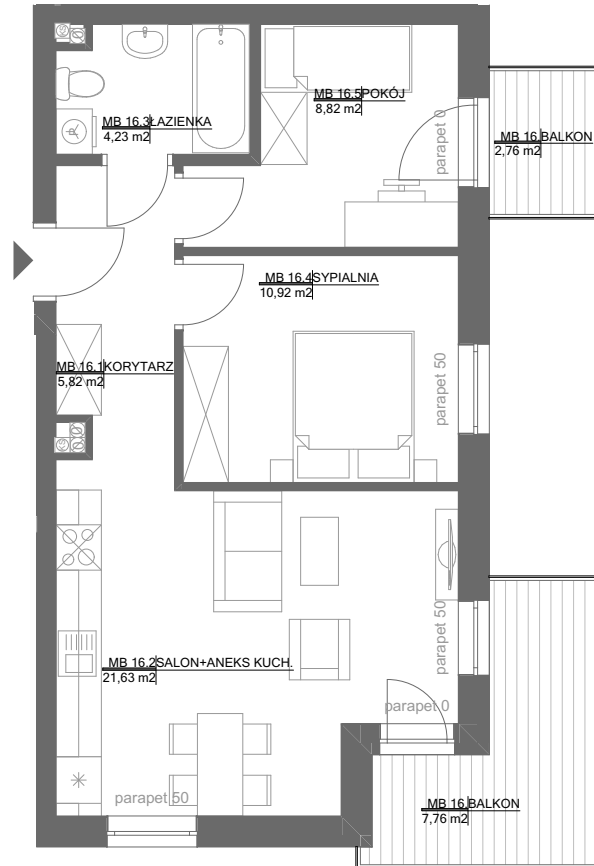 MB 16.5 POKÓJ
8,82 m2
MB 16.3 ŁAZIENKA
4,23 m2
parapet 0
MB 16. BALKON
2,76 m2
MB 16.4 SYPIALNIA
10,92 m2
MB 16.1 KORYTARZ
5,82 m2
parapet 50
MB 16.2 SALON+ANEKS KUCH.
21,63 m2
parapet 50
parapet 0
parapet 50
MB 16. BALKON
7,76 m2